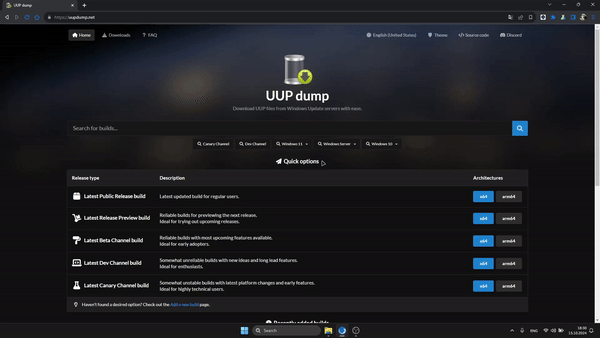 UUP dump
https://uupdump.net
Home
Downloads
FAQ
English (United States)
Theme
Source code
Discord
UUP dump
Download UUP files from Windows Update servers with ease.
Search for builds...
Canary Channel
Dev Channel
Windows 11
Windows Server
Windows 10
Quick options
Release type Description Architectures
Latest Public Release build Latest updated build for regular users. x64 arm64
Latest Release Preview build Reliable builds for previewing the next release.
Ideal for trying out upcoming releases. x64 arm64
Latest Beta Channel build Reliable builds with most upcoming features available.
Ideal for early adopters. x64 arm64
Latest Dev Channel build Somewhat unreliable builds with new ideas and long lead features.
Ideal for enthusiasts. x64 arm64
Latest Canary Channel build Somewhat unstable builds with latest platform changes and early features.
Ideal for highly technical users. x64 arm64
Haven't found a desired option? Check out the add a new build page.
Recently added builds
Search
ENG
18:30
15.10.2024